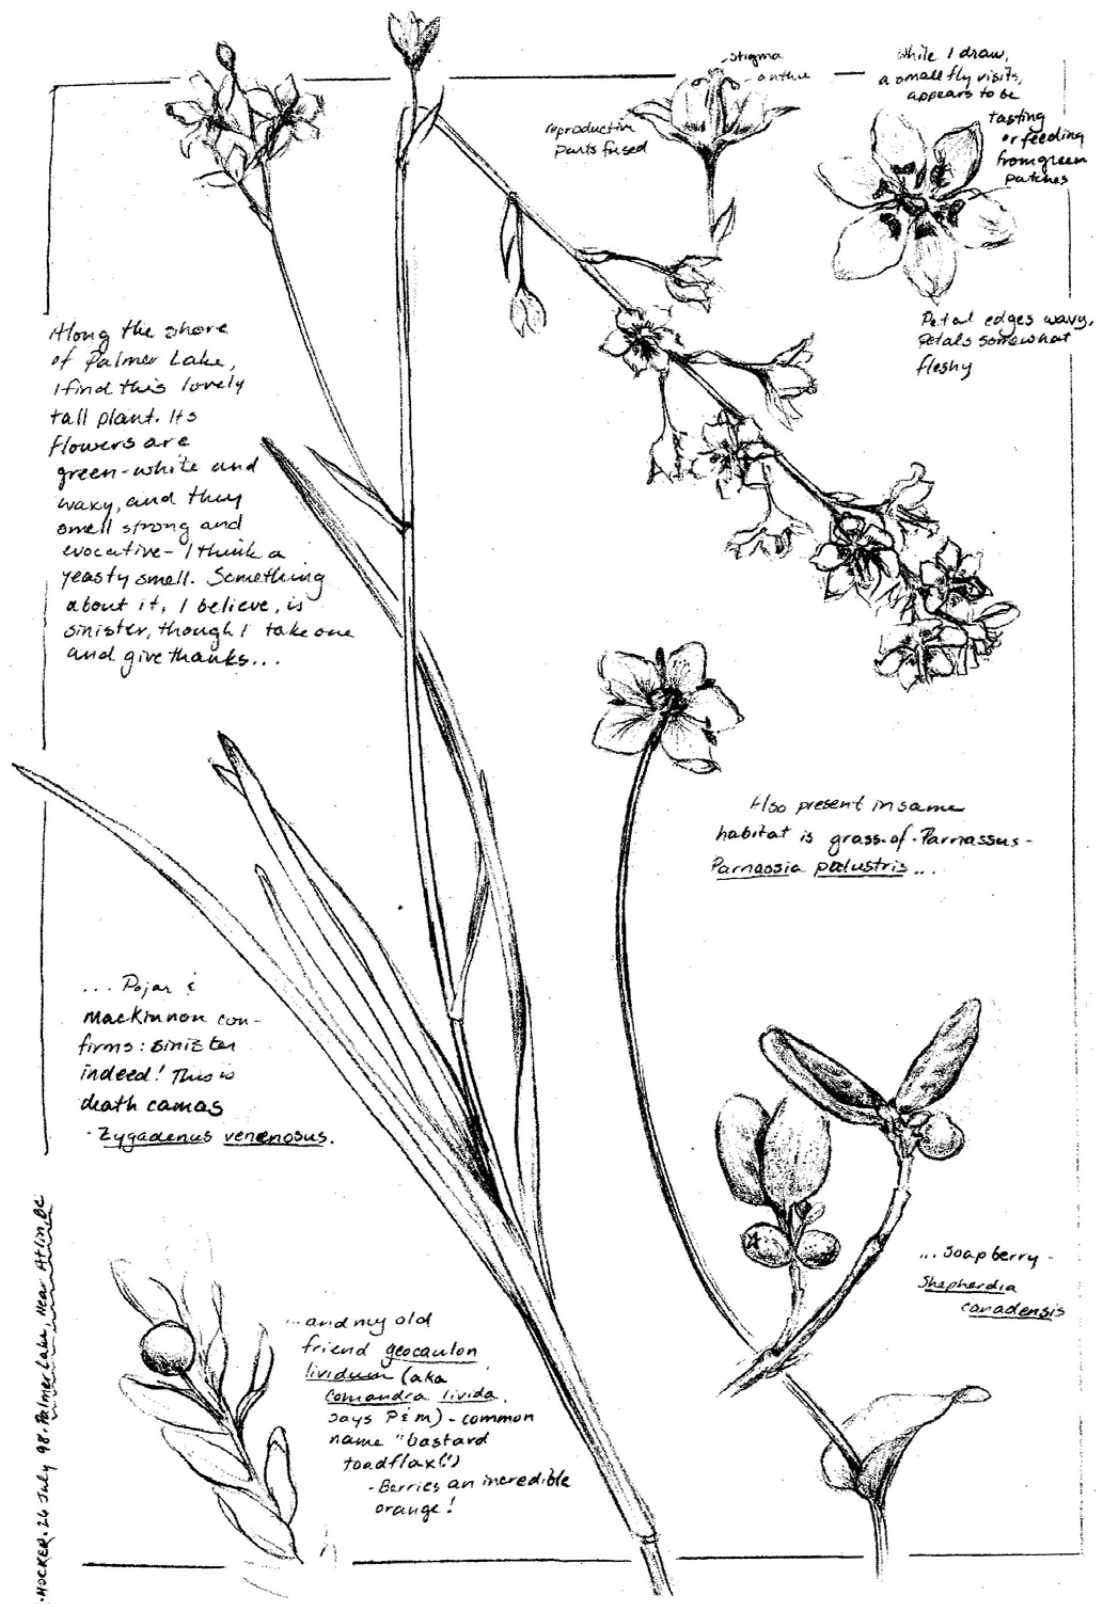 stigma
anther
reproductive
parts fused
While I draw,
a small fly visits,
appears to be
tasting
or feeding
from green
patches
Petal edges wavy,
Petals somewhat
fleshy
Along the shore
of Palmer Lake,
I find this lovely
tall plant. Its
flowers are
green-white and
waxy, and they
smell strong and
evocative - I think a
yeasty smell. Something
about it, I believe, is
sinister, though I take one
and give thanks...
Also present in same
habitat is grass-of-Parnassus -
Parnassia palustris...
... Pojar &
MacKinnon con-
firms: sinister
indeed! This is
death camas
- Zygadenus venenosus.
... Soapberry -
Shepherdia
canadensis
...and my old
friend geocaulon
lividum (aka
comandra livida,
says P & M) - common
name "bastard
toadflax(!)
- Berries an incredible
orange!
·HOCKER. 26 July 98. Palmer Lake, Near Atlin, BC